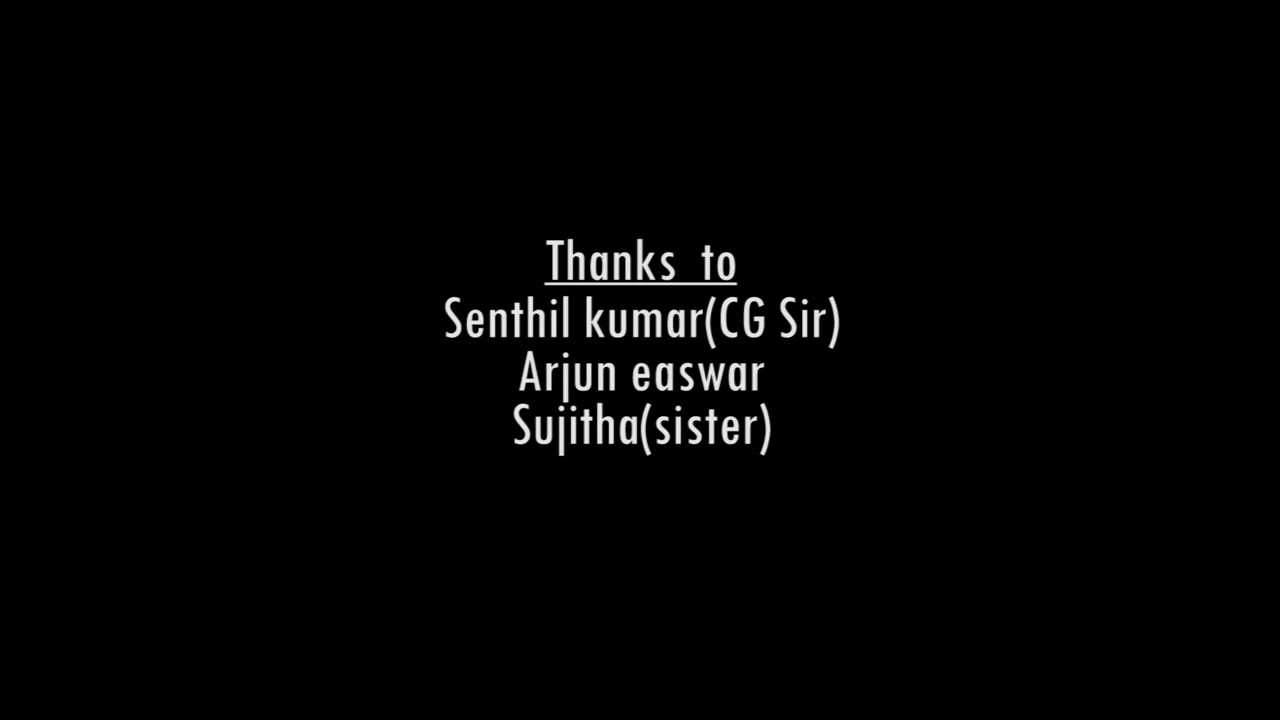 Thanks  to
Senthil kumar(CG Sir)
Arjun easwar
Sujitha(sister)